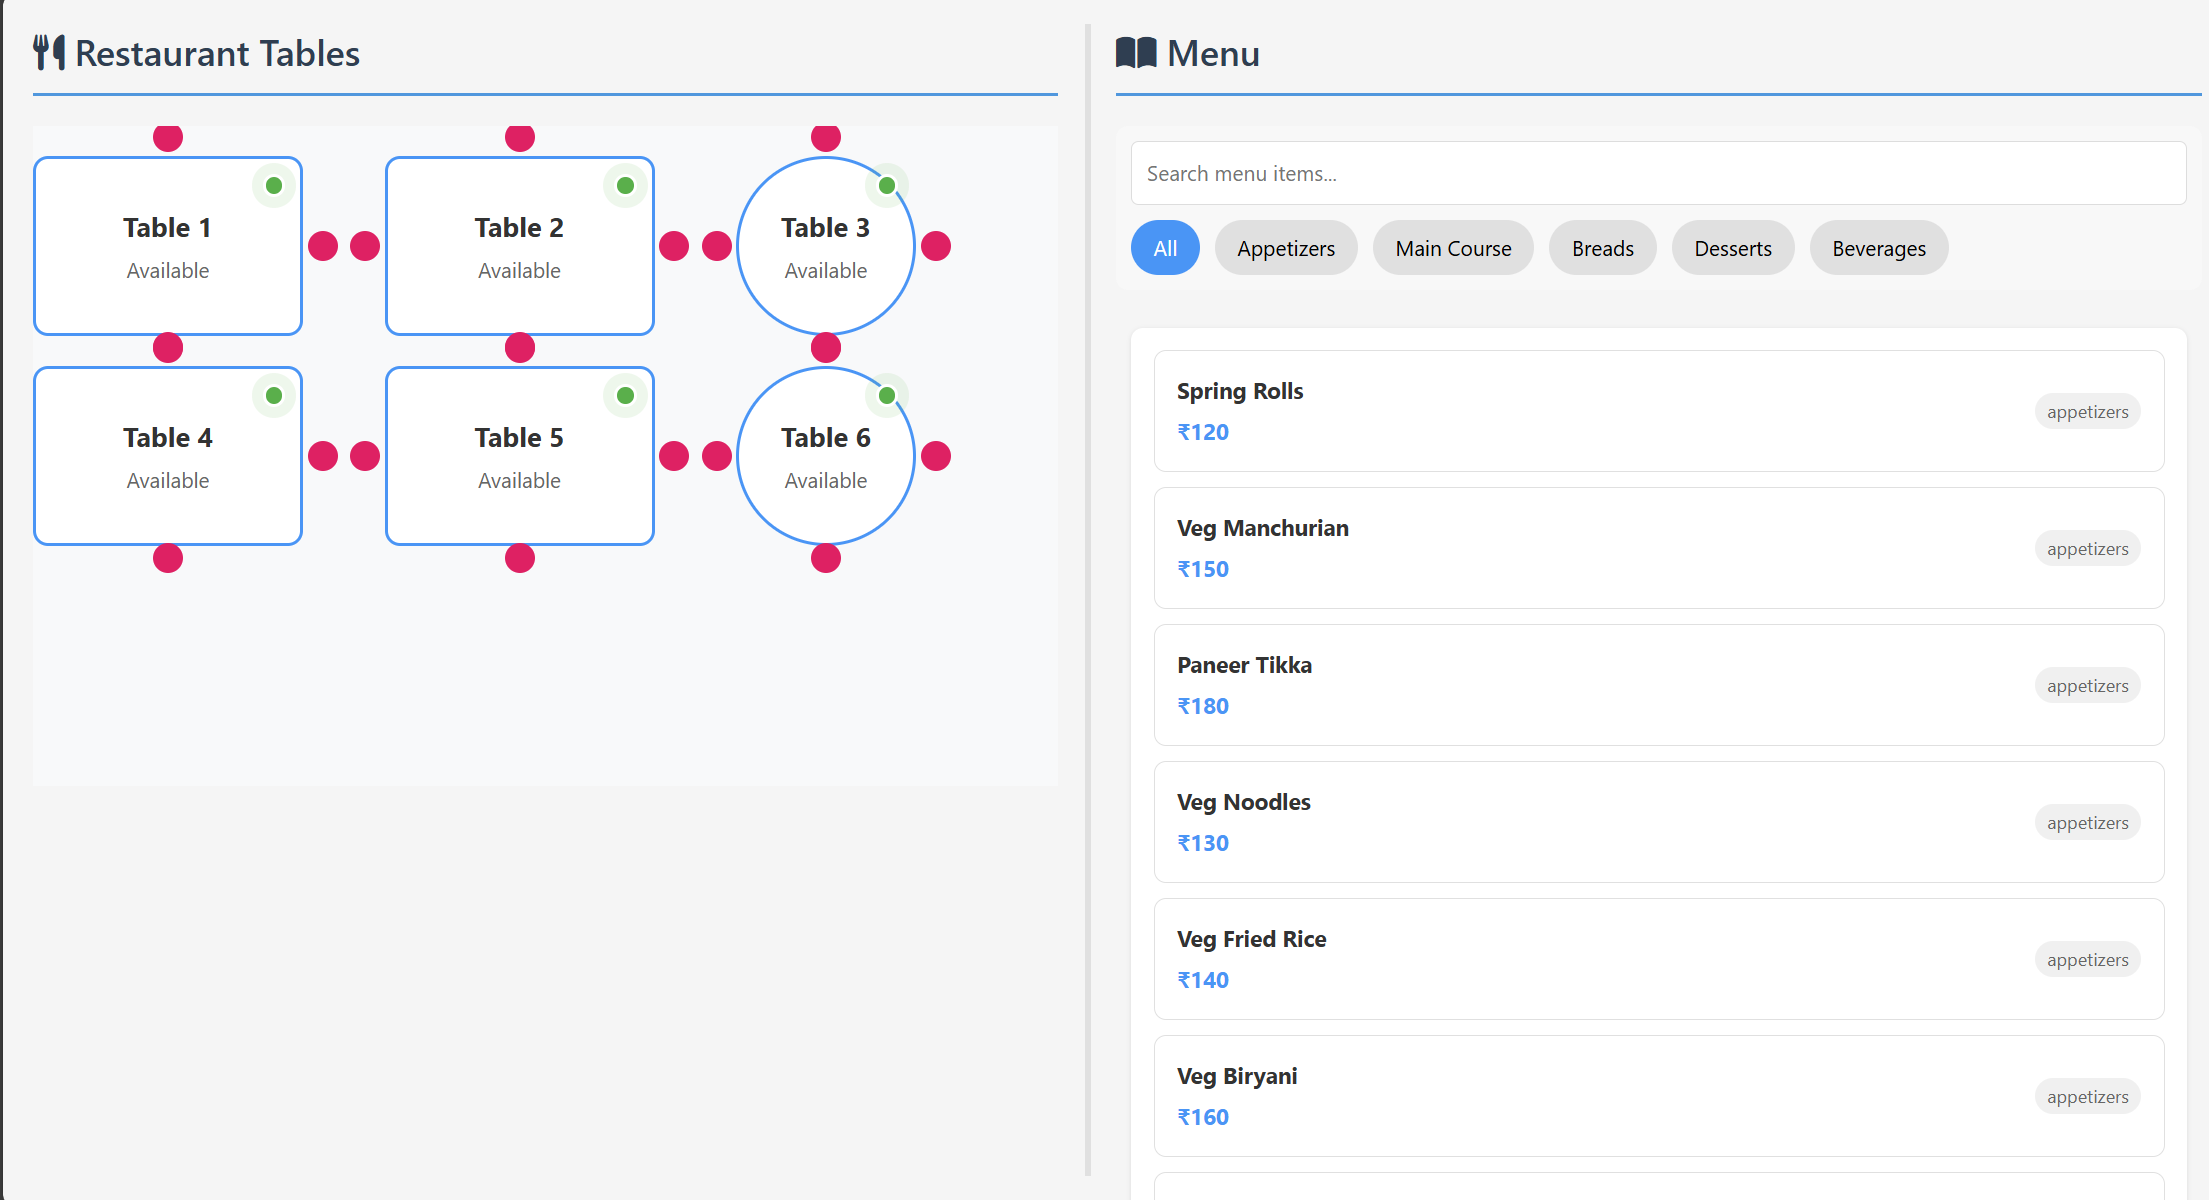 Restaurant Tables
Table 1
Available
Table 2
Available
Table 3
Available
Table 4
Available
Table 5
Available
Table 6
Available
Menu
Search menu items...
All
Appetizers
Main Course
Breads
Desserts
Beverages
Spring Rolls
₹120
appetizers
Veg Manchurian
₹150
appetizers
Paneer Tikka
₹180
appetizers
Veg Noodles
₹130
appetizers
Veg Fried Rice
₹140
appetizers
Veg Biryani
₹160
appetizers